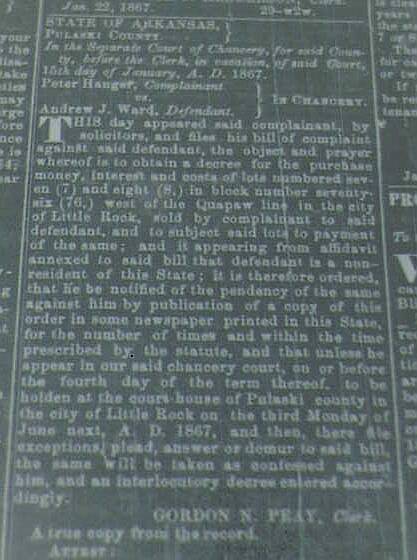 Jan. 22, 1867. 20-w2w.
STATE OF ARKANSAS, }
PULASKI COUNTY. }
In the Separate Court of Chancery, for said Coun-
ty, before the Clerk, in vacation, of said Court,
15th day of January, A. D. 1867.
Peter Hanger, Complainant }
vs. } IN CHANCERY.
Andrew J. Ward, Defendant. }
THIS day appeared said complainant, by
solicitors, and files his bill of complaint
against said defendant, the object and prayer
whereof is to obtain a decree for the purchase
money, interest and costs of lots numbered sev-
en (7) and eight (8,) in block number seventy-
six (76,) west of the Quapaw line in the city
of Little Rock, sold by complainant to said
defendant, and to subject said lots to payment
of the same; and it appearing from affidavit
annexed to said bill that defendant is a non-
resident of this State; it is therefore ordered,
that he be notified of the pendency of the same
against him by publication of a copy of this
order in some newspaper printed in this State,
for the number of times and within the time
prescribed by the statute, and that unless he
appear in our said chancery court, on or before
the fourth day of the term thereof, to be
holden at the court-house of Pulaski county in
the city of Little Rock on the third Monday of
June next, A. D. 1867, and then, there file
exceptions, plead, answer or demur to said bill,
the same will be taken as confessed against
him, and an interlocutory decree entered accor-
dingly.
GORDON N. PEAY, Clerk.
A true copy from the record.
ATTEST: